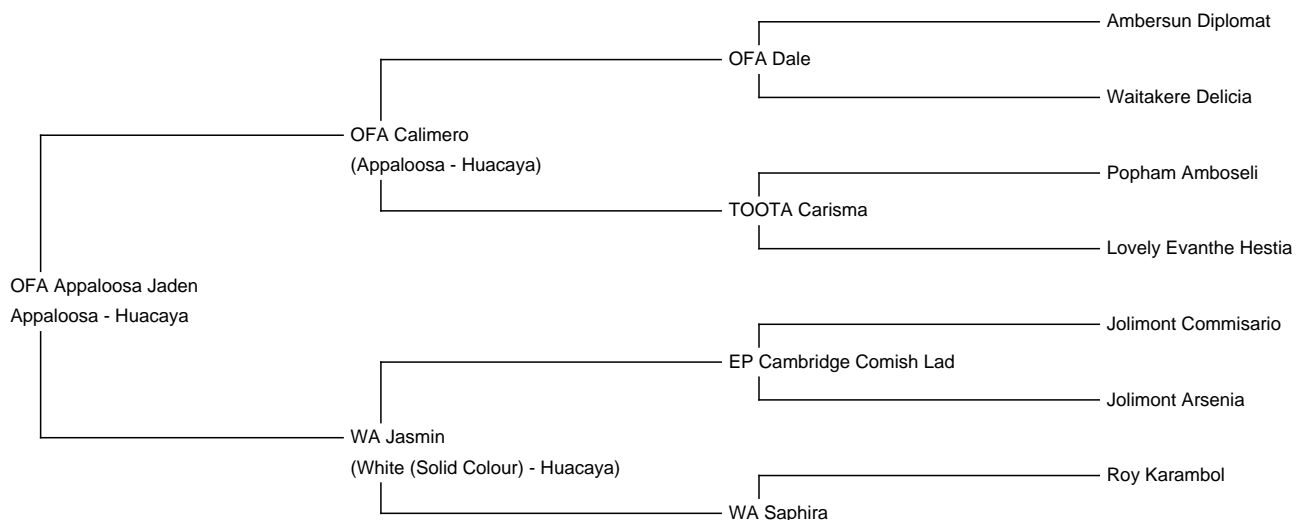 Ambersun Diplomat
OFA Dale
Waitakere Delicia
OFA Calimero
(Appaloosa - Huacaya)
Popham Amboseli
TOOTA Carisma
Lovely Evanthe Hestia
OFA Appaloosa Jaden
Appaloosa - Huacaya
Jolimont Commisario
EP Cambridge Comish Lad
Jolimont Arsenia
WA Jasmin
(White (Solid Colour) - Huacaya)
Roy Karambol
WA Saphira